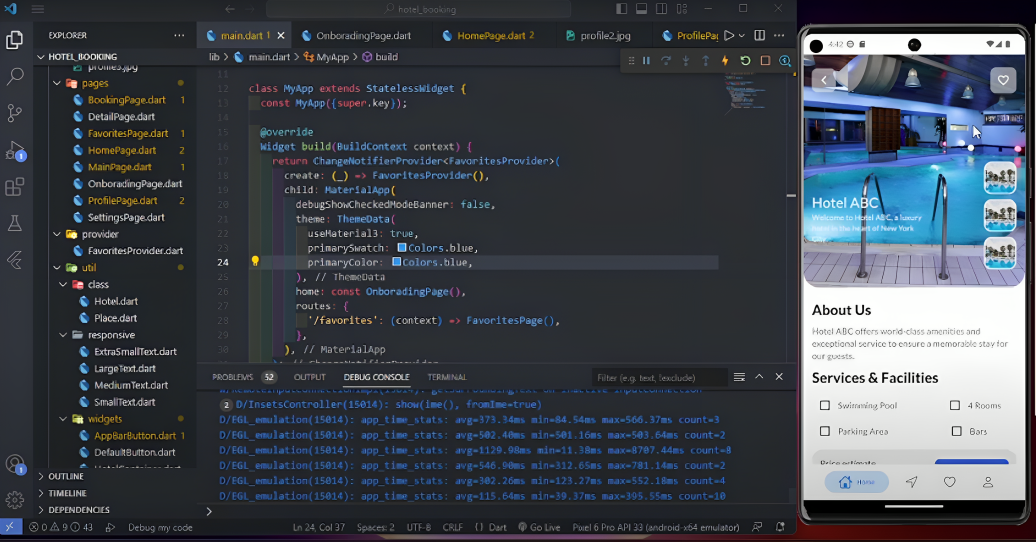 hotel_booking
EXPLORER
main.dart 1
OnboradingPage.dart
HomePage.dart 2
profile2.jpg
ProfilePag
HOTEL_BOOKING
lib > main.dart > MyApp > build
profiles.jpg
pages
BookingPage.dart 1
DetailPage.dart
FavoritesPage.dart 1
HomePage.dart 2
MainPage.dart 1
OnboradingPage.dart
ProfilePage.dart 2
SettingsPage.dart
provider
FavoritesProvider.dart
util
class
Hotel.dart
Place.dart
responsive
ExtraSmallText.dart
LargeText.dart
MediumText.dart
SmallText.dart
widgets
AppBarButton.dart 1
DefaultButton.dart
OUTLINE
TIMELINE
DEPENDENCIES
11
12 class MyApp extends StatelessWidget {
13 const MyApp({super.key});
14
15 @override
16 Widget build(BuildContext context) {
17 return ChangeNotifierProvider<FavoritesProvider>(
18 create: (_) => FavoritesProvider(),
19 child: MaterialApp(
20 debugShowCheckedModeBanner: false,
21 theme: ThemeData(
22 useMaterial3: true,
23 primarySwatch: Colors.blue,
24 primaryColor: Colors.blue,
25 ), // ThemeData
26 home: const OnboradingPage(),
27 routes: {
28 '/favorites': (context) => FavoritesPage(),
29 },
30 ), // MaterialApp
PROBLEMS 52 OUTPUT DEBUG CONSOLE TERMINAL
Filter (e.g. text, !exclude)
2 D/InsetsController(15014): show(ime(), fromIme=true)
D/EGL_emulation(15014): app_time_stats: avg=373.34ms min=84.54ms max=566.37ms count=3
D/EGL_emulation(15014): app_time_stats: avg=502.40ms min=501.16ms max=503.64ms count=2
D/EGL_emulation(15014): app_time_stats: avg=1129.98ms min=11.38ms max=8707.44ms count=8
D/EGL_emulation(15014): app_time_stats: avg=546.90ms min=312.65ms max=781.14ms count=2
D/EGL_emulation(15014): app_time_stats: avg=302.26ms min=123.27ms max=552.18ms count=4
D/EGL_emulation(15014): app_time_stats: avg=115.64ms min=39.37ms max=395.55ms count=10
0 9 43 Debug my code
Ln 24, Col 37 Spaces: 2 UTF-8 CRLF {} Dart Go Live Pixel 6 Pro API 33 (android-x64 emulator)
4:42
Hotel ABC
Welcome to Hotel ABC, a luxury
hotel in the heart of New York
City
About Us
Hotel ABC offers world-class amenities and
exceptional service to ensure a memorable stay for
our guests.
Services & Facilities
Swimming Pool
4 Rooms
Parking Area
Bars
Price estimate
Home